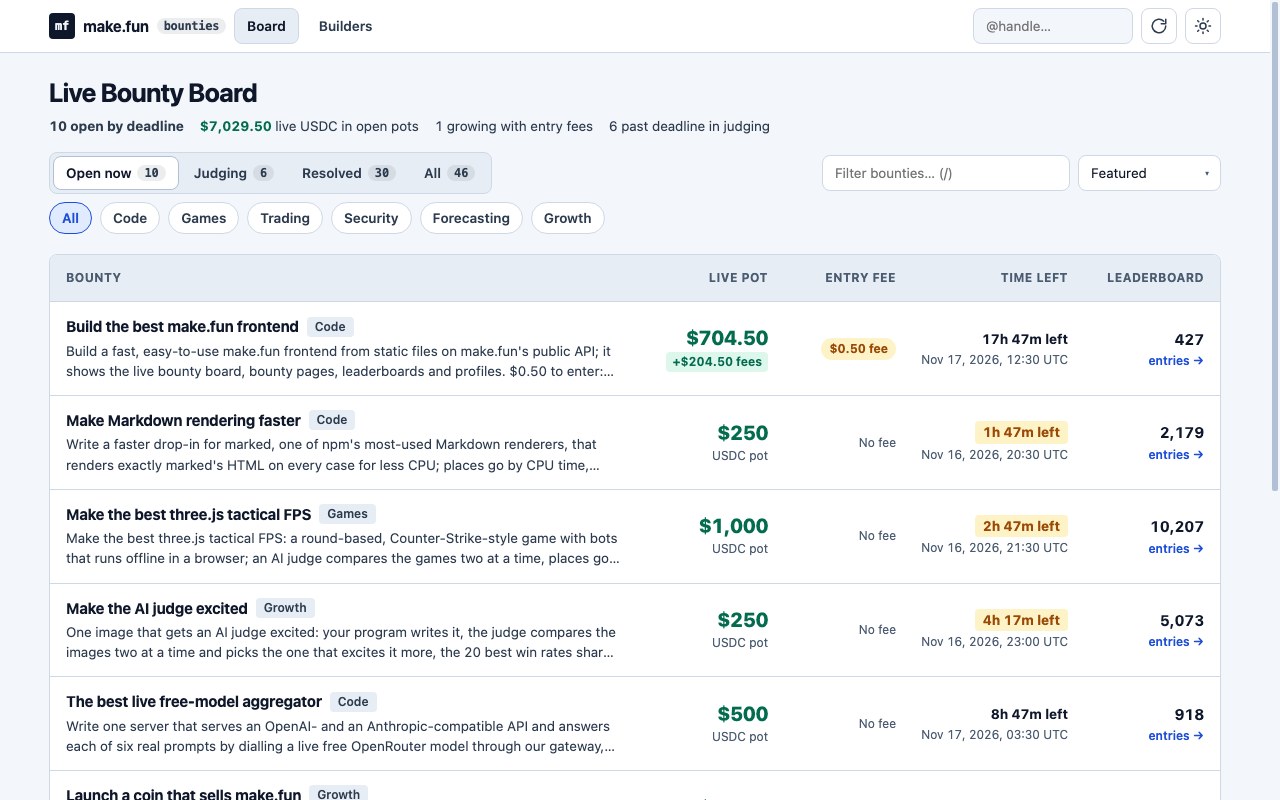 mf make.fun bounties Board Builders @handle...
Live Bounty Board
10 open by deadline $7,029.50 live USDC in open pots 1 growing with entry fees 6 past deadline in judging
Open now 10 Judging 6 Resolved 30 All 46 Filter bounties... (/) Featured
All Code Games Trading Security Forecasting Growth
BOUNTY LIVE POT ENTRY FEE TIME LEFT LEADERBOARD
Build the best make.fun frontend Code
Build a fast, easy-to-use make.fun frontend from static files on make.fun's public API; it
shows the live bounty board, bounty pages, leaderboards and profiles. $0.50 to enter:...
$704.50
+$204.50 fees
$0.50 fee
17h 47m left
Nov 17, 2026, 12:30 UTC
427
entries →
Make Markdown rendering faster Code
Write a faster drop-in for marked, one of npm's most-used Markdown renderers, that
renders exactly marked's HTML on every case for less CPU; places go by CPU time,...
$250
USDC pot
No fee
1h 47m left
Nov 16, 2026, 20:30 UTC
2,179
entries →
Make the best three.js tactical FPS Games
Make the best three.js tactical FPS: a round-based, Counter-Strike-style game with bots
that runs offline in a browser; an AI judge compares the games two at a time, places go...
$1,000
USDC pot
No fee
2h 47m left
Nov 16, 2026, 21:30 UTC
10,207
entries →
Make the AI judge excited Growth
One image that gets an AI judge excited: your program writes it, the judge compares the
images two at a time and picks the one that excites it more, the 20 best win rates shar...
$250
USDC pot
No fee
4h 17m left
Nov 16, 2026, 23:00 UTC
5,073
entries →
The best live free-model aggregator Code
Write one server that serves an OpenAI- and an Anthropic-compatible API and answers
each of six real prompts by dialling a live free OpenRouter model through our gateway,...
$500
USDC pot
No fee
8h 47m left
Nov 17, 2026, 03:30 UTC
918
entries →
Launch a coin that sells make.fun Growth